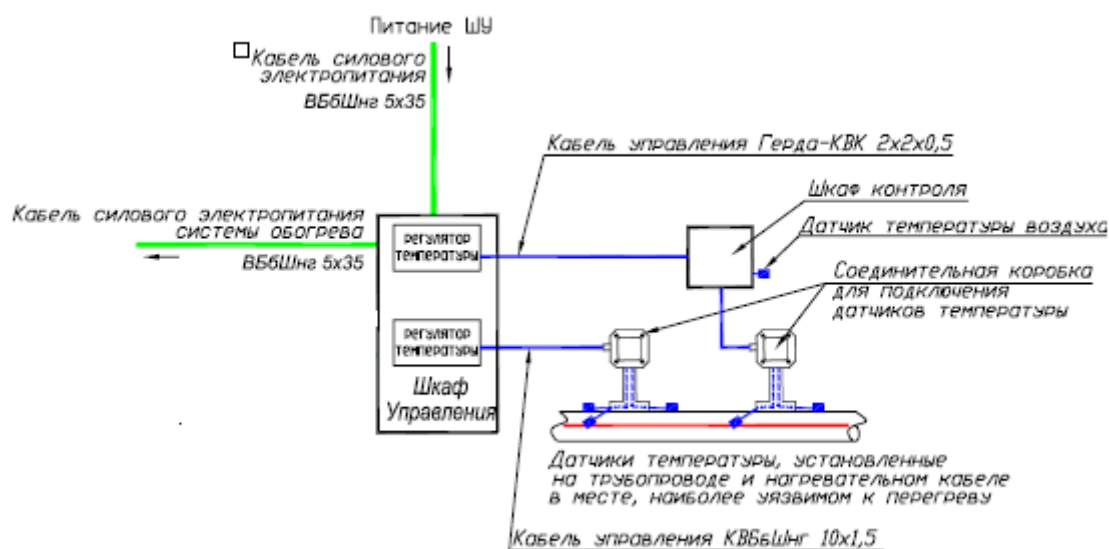 Питание ШУ
Кабель силового
электропитания
ВБбШнг 5х35
Кабель управления Герда-КВК 2х2х0,5
Шкаф контроля
Кабель силового электропитания
системы обогрева
ВБбШнг 5х35
РЕГУЛЯТОР
ТЕМПЕРАТУРЫ
Датчик температуры воздуха
Соединительная коробка
для подключения
датчиков температуры
РЕГУЛЯТОР
ТЕМПЕРАТУРЫ
Шкаф
Управления
Датчики температуры, установленные
на трубопроводе и нагревательном кабеле
в месте, наиболее уязвимом к перегреву
Кабель управления КВБбШнг 10х1,5